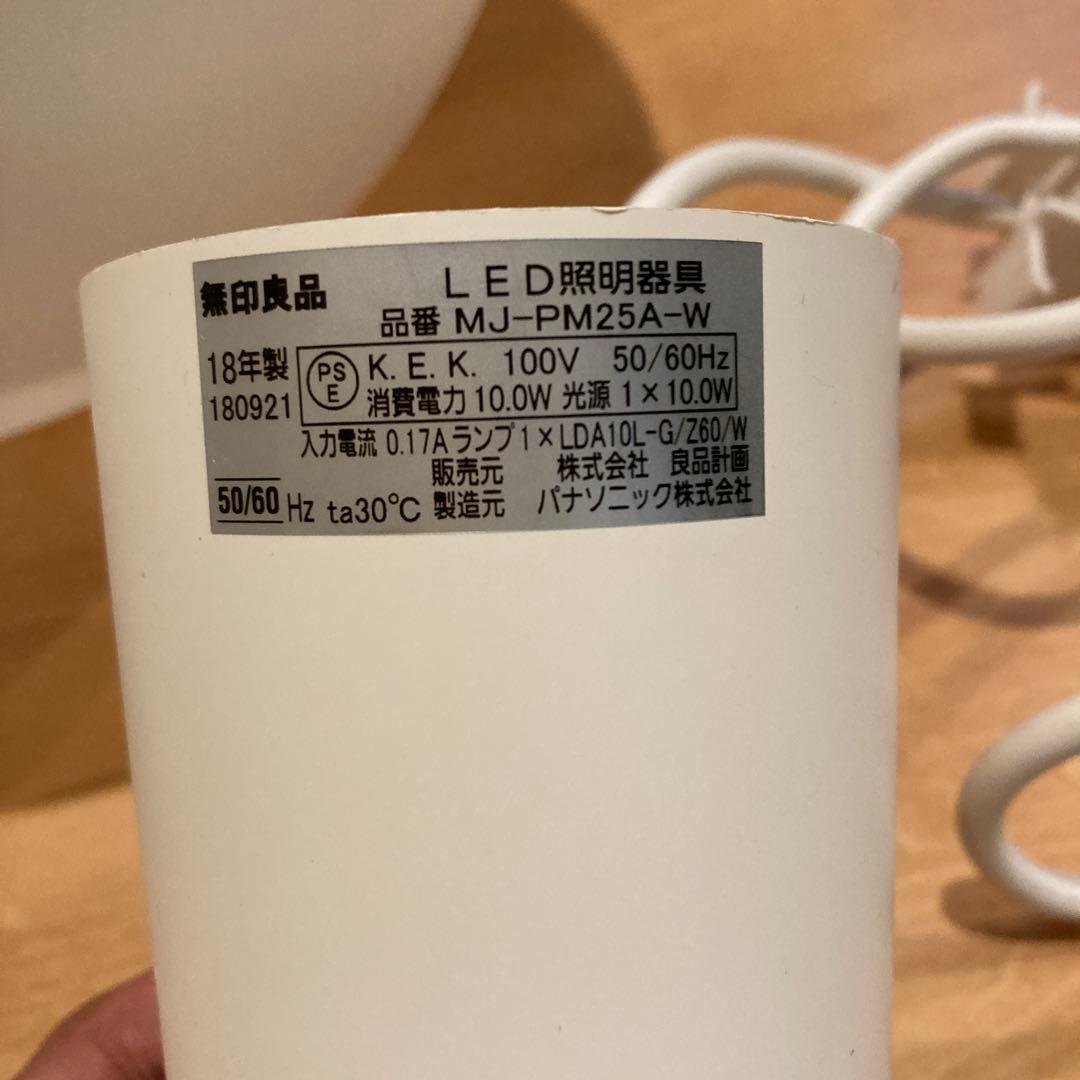 無印良品 LED照明器具
品番 MJ-PM25A-W
18年製 PSE K.E.K. 100V 50/60Hz
180921 消費電力 10.0W 光源 1×10.0W
入力電流 0.17A ランプ1×LDA10L-G/Z60/W
販売元 株式会社 良品計画
50/60 Hz ta30℃ 製造元 パナソニック株式会社